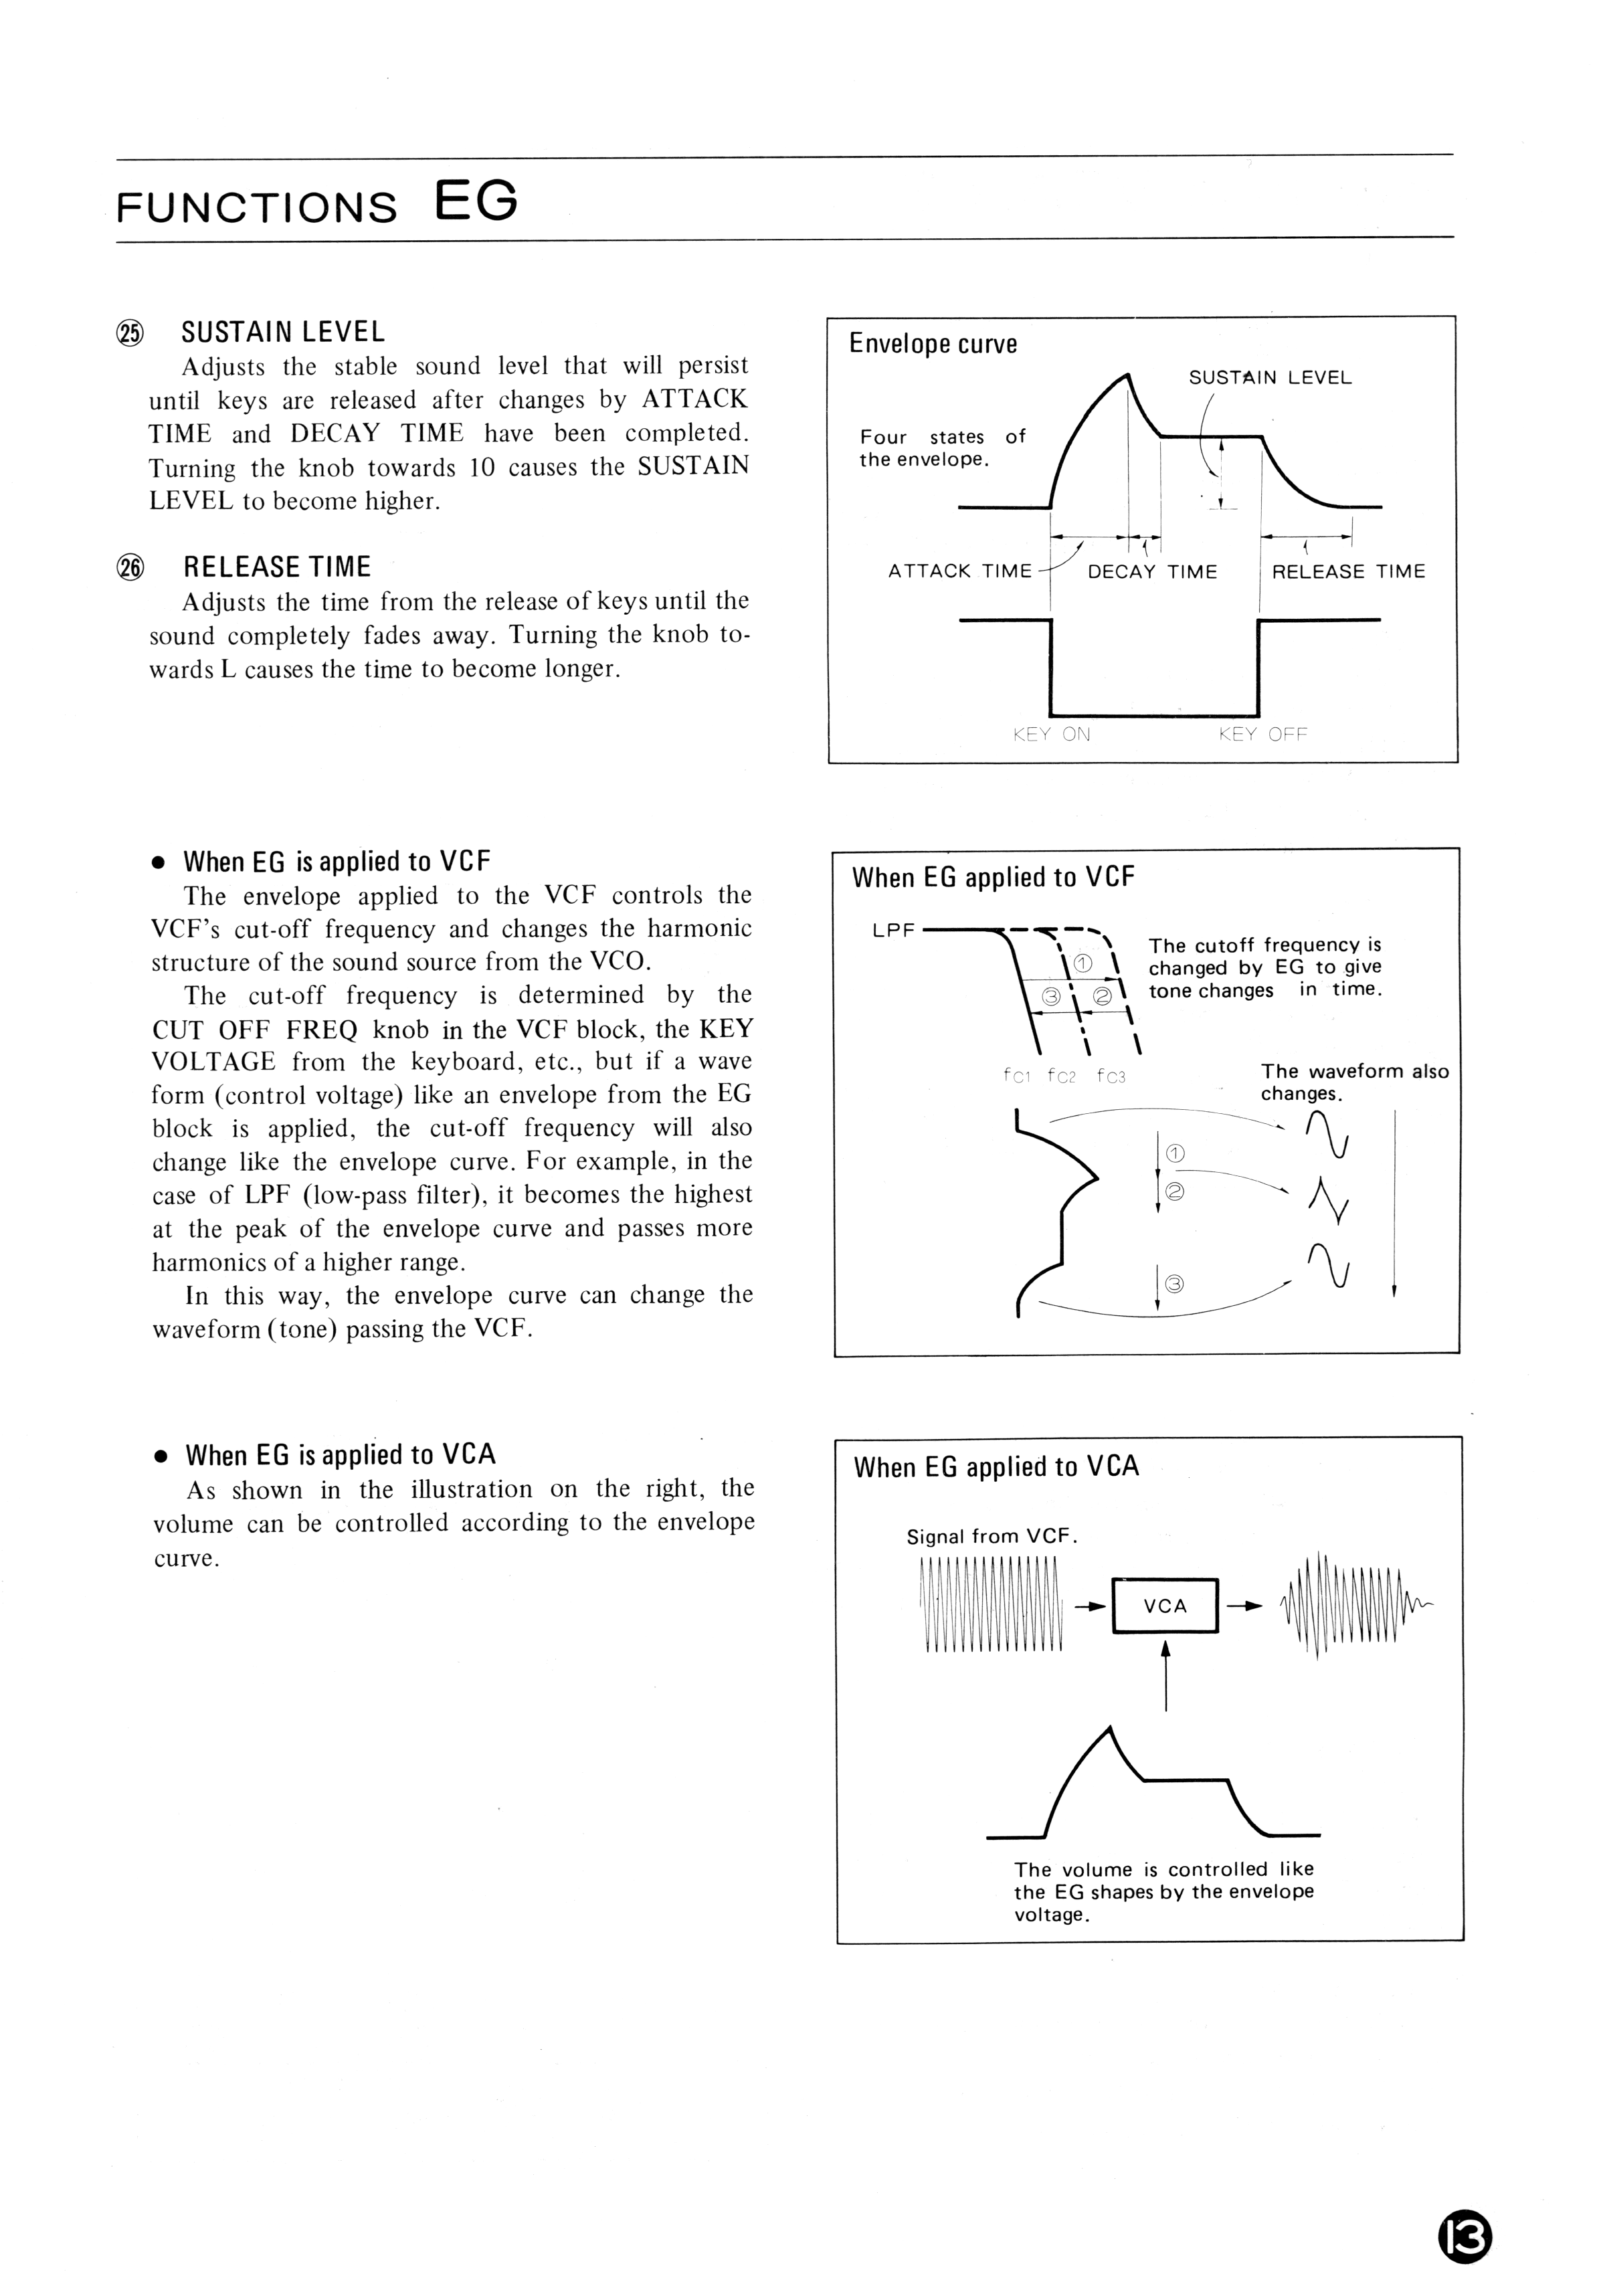 FUNCTIONS EG
㉕ SUSTAIN LEVEL
Adjusts the stable sound level that will persist
until keys are released after changes by ATTACK
TIME and DECAY TIME have been completed.
Turning the knob towards 10 causes the SUSTAIN
LEVEL to become higher.
㉖ RELEASE TIME
Adjusts the time from the release of keys until the
sound completely fades away. Turning the knob to-
wards L causes the time to become longer.
Envelope curve
SUSTAIN LEVEL
Four states of
the envelope.
ATTACK TIME DECAY TIME RELEASE TIME
KEY ON KEY OFF
● When EG is applied to VCF
The envelope applied to the VCF controls the
VCF's cut-off frequency and changes the harmonic
structure of the sound source from the VCO.
The cut-off frequency is determined by the
CUT OFF FREQ knob in the VCF block, the KEY
VOLTAGE from the keyboard, etc., but if a wave
form (control voltage) like an envelope from the EG
block is applied, the cut-off frequency will also
change like the envelope curve. For example, in the
case of LPF (low-pass filter), it becomes the highest
at the peak of the envelope curve and passes more
harmonics of a higher range.
In this way, the envelope curve can change the
waveform (tone) passing the VCF.
When EG applied to VCF
LPF
①
③ ②
The cutoff frequency is
changed by EG to give
tone changes in time.
fC1 fC2 fC3
The waveform also
changes.
①
②
③
● When EG is applied to VCA
As shown in the illustration on the right, the
volume can be controlled according to the envelope
curve.
When EG applied to VCA
Signal from VCF.
VCA
The volume is controlled like
the EG shapes by the envelope
voltage.
13